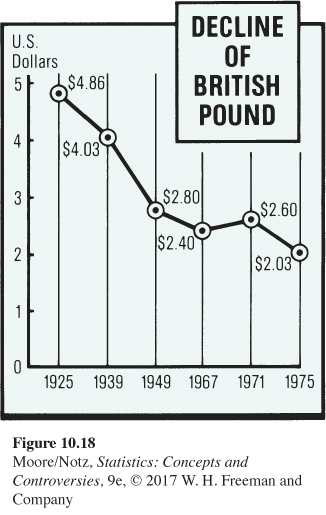 DECLINE
OF
BRITISH
POUND
U.S.
Dollars
5
4
3
2
1
0
$4.86
$4.03
$2.80
$2.40
$2.60
$2.03
1925 1939 1949 1967 1971 1975
Figure 10.18
Moore/Notz, Statistics: Concepts and
Controversies, 9e, © 2017 W. H. Freeman and
Company